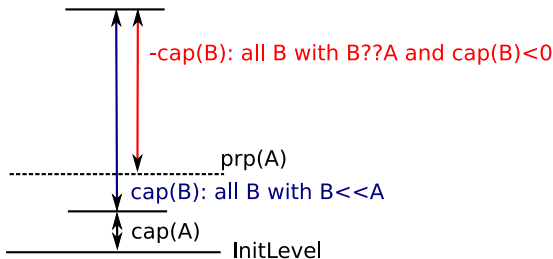 -cap(B): all B with B??A and cap(B)<0
prp(A)
cap(B): all B with B<<A
cap(A)
InitLevel